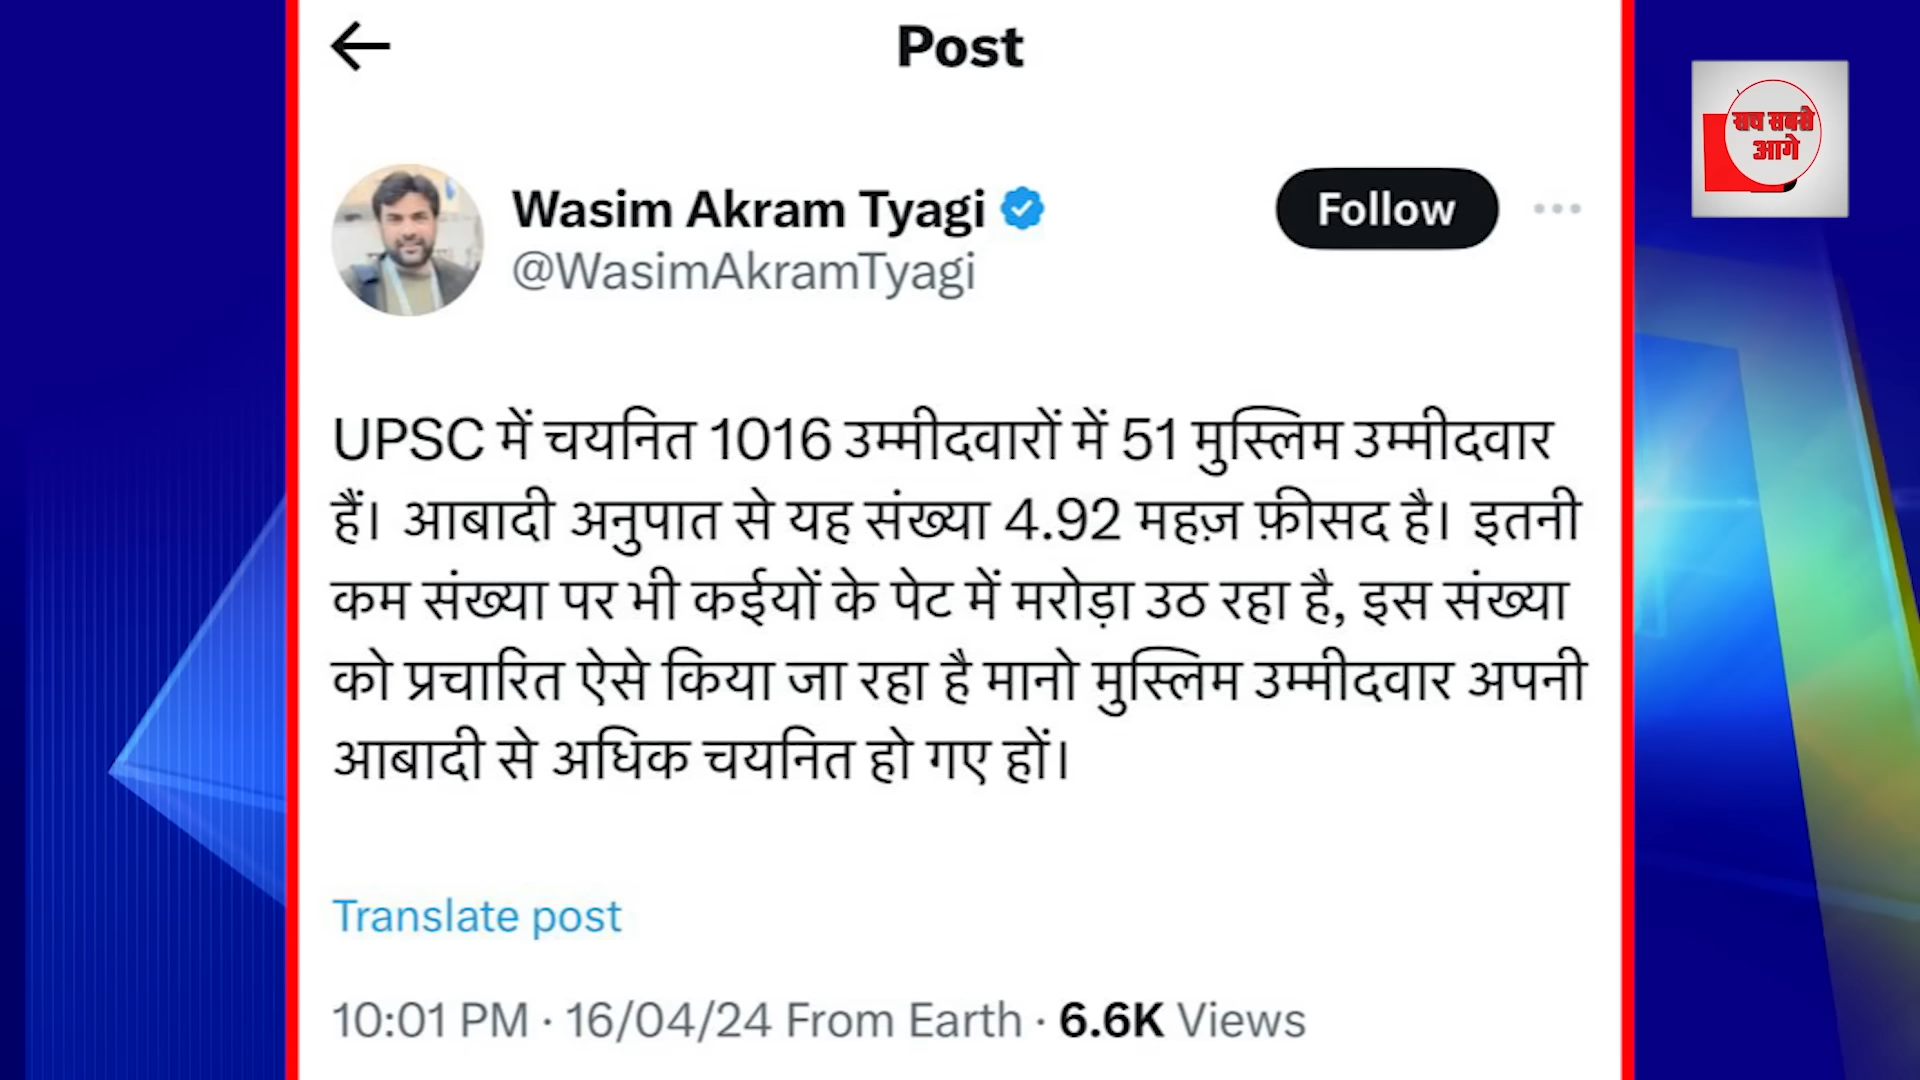 Post
Wasim Akram Tyagi
@WasimAkramTyagi
Follow
सच सबसे
आगे
UPSC में चयनित 1016 उम्मीदवारों में 51 मुस्लिम उम्मीदवार
हैं। आबादी अनुपात से यह संख्या 4.92 महज़ फ़ीसद है। इतनी
कम संख्या पर भी कईयों के पेट में मरोड़ा उठ रहा है, इस संख्या
को प्रचारित ऐसे किया जा रहा है मानो मुस्लिम उम्मीदवार अपनी
आबादी से अधिक चयनित हो गए हों।
Translate post
10:01 PM · 16/04/24 From Earth · 6.6K Views